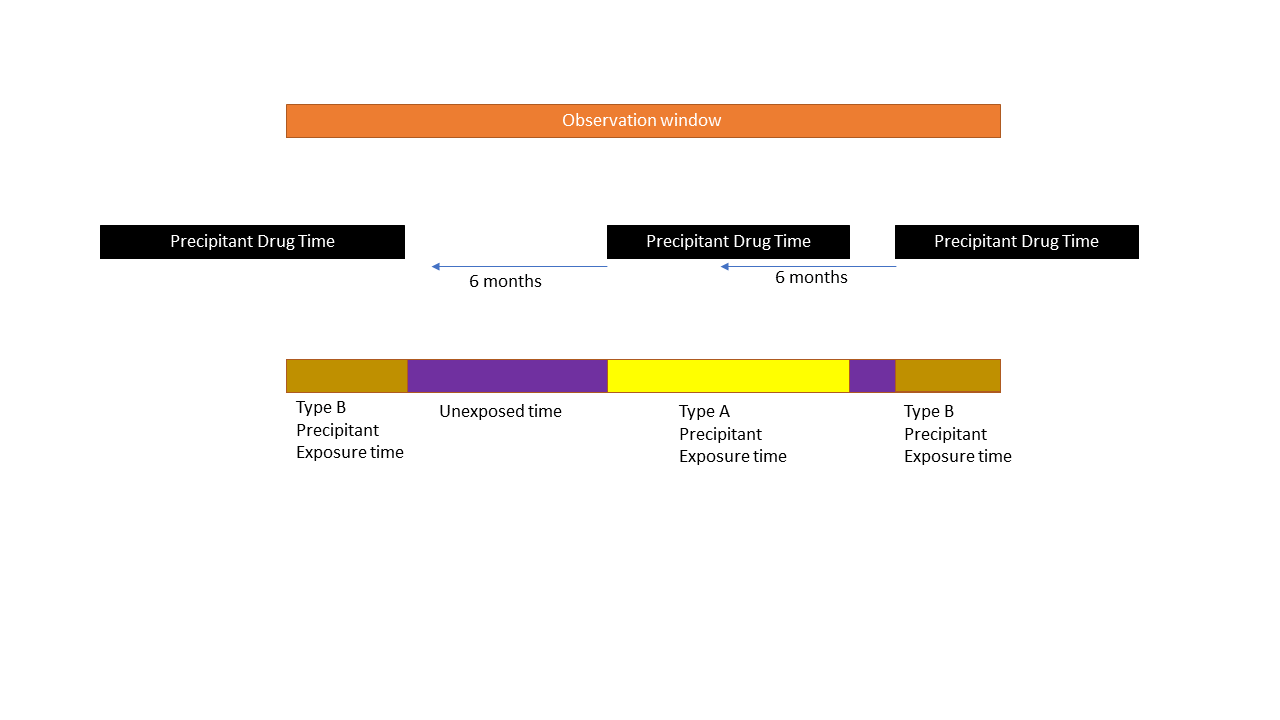 Observation window
Precipitant Drug Time
Precipitant Drug Time
Precipitant Drug Time
6 months
6 months
Type B
Precipitant
Exposure time
Unexposed time
Type A
Precipitant
Exposure time
Type B
Precipitant
Exposure time